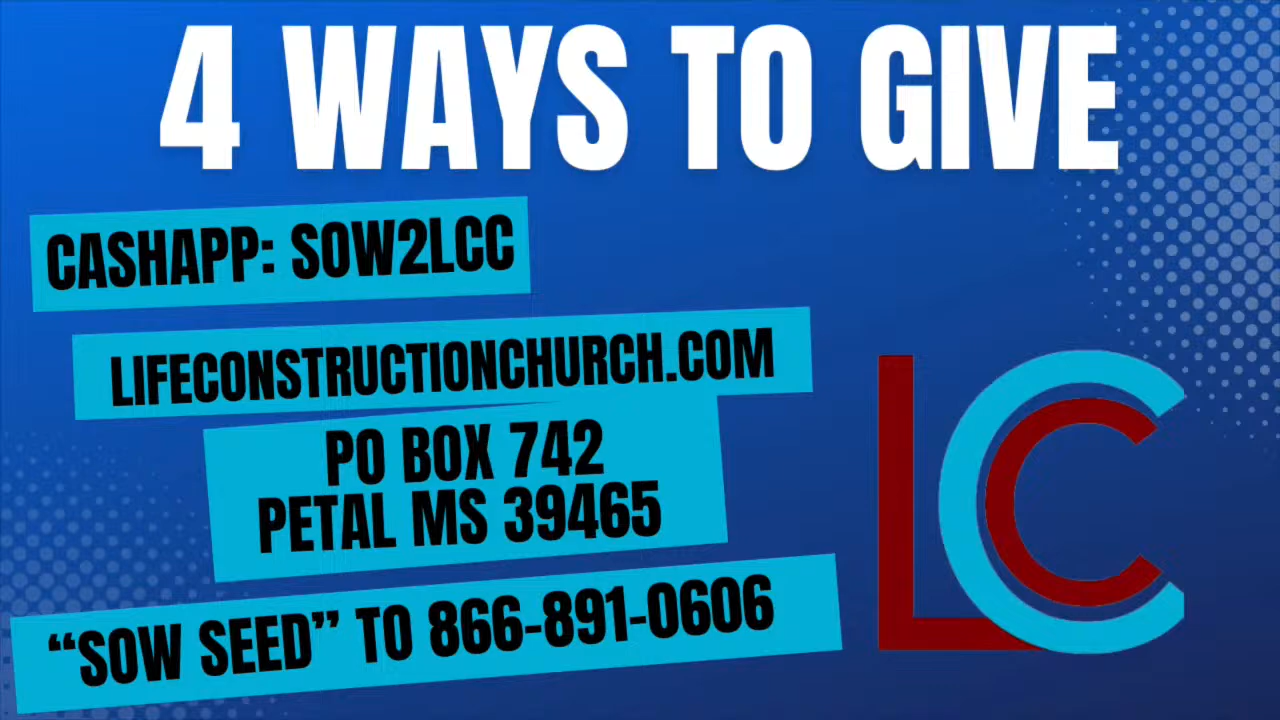 4 WAYS TO GIVE
CASHAPP: SOW2LCC
LIFECONSTRUCTIONCHURCH.COM
PO BOX 742
PETAL MS 39465
“SOW SEED” TO 866-891-0606
LCC